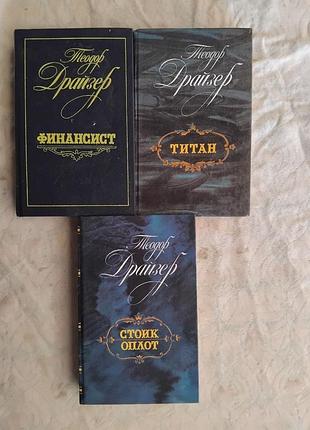 Теодор
Драйзер
ФИНАНСИСТ
Теодор
Драйзер
ТИТАН
Теодор
Драйзер
СТОИК
ОПЛОТ